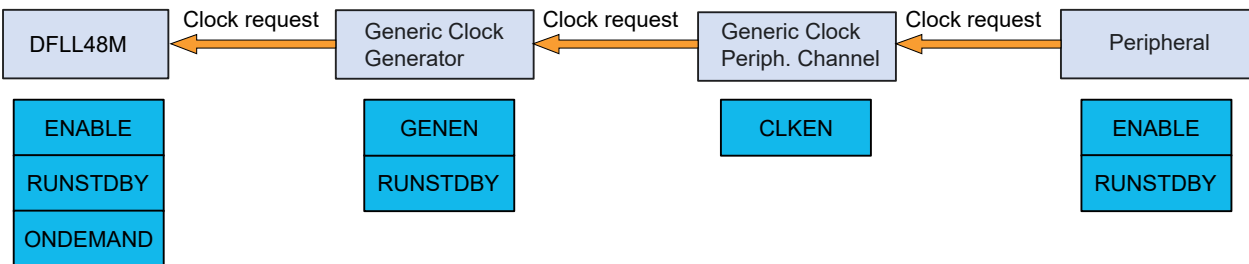 Clock request
Clock request
Clock request
DFLL48M
Generic Clock
Generator
Generic Clock
Periph. Channel
Peripheral
ENABLE
GENEN
CLKEN
ENABLE
RUNSTDBY
RUNSTDBY
RUNSTDBY
ONDEMAND